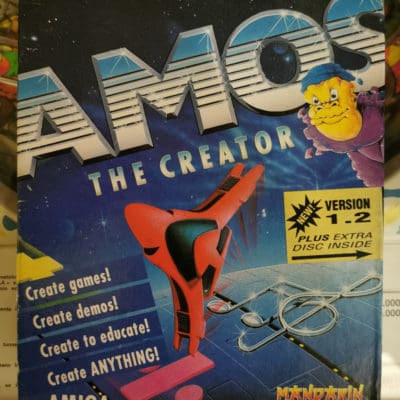 AMOS
THE CREATOR
NEW!
VERSION
1.2
PLUS EXTRA
DISC INSIDE
Create games!
Create demos!
Create to educate!
Create ANYTHING!
AMIGA
MANDARIN